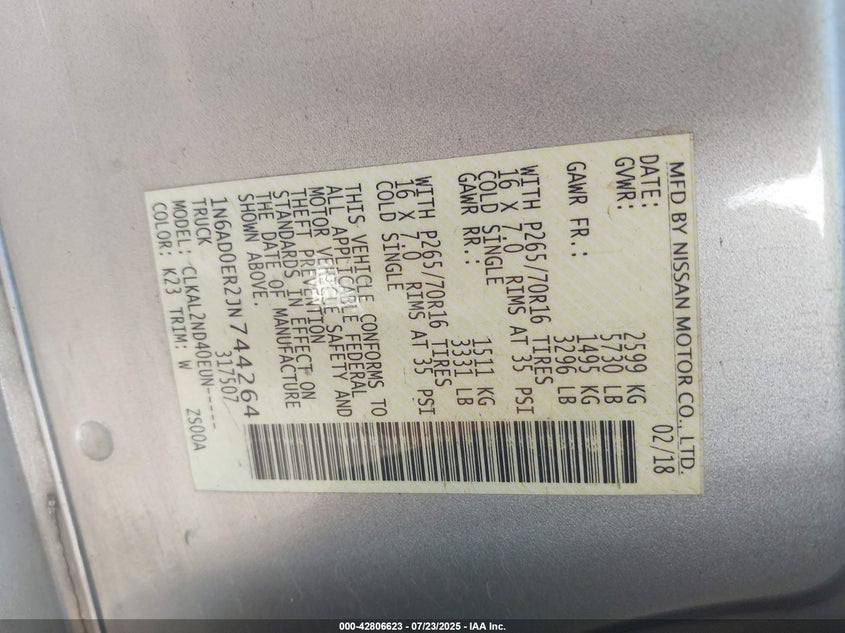 MFD BY NISSAN MOTOR CO., LTD.
DATE: 02/18
GVWR: 2599 KG
5730 LB
GAWR FR.: 1495 KG
3296 LB
WITH P265/70R16 TIRES
16 X 7.0 RIMS AT 35 PSI
COLD SINGLE
GAWR RR.: 1511 KG
3331 LB
WITH P265/70R16 TIRES
16 X 7.0 RIMS AT 35 PSI
COLD SINGLE
THIS VEHICLE CONFORMS TO
ALL APPLICABLE FEDERAL
MOTOR VEHICLE SAFETY AND
THEFT PREVENTION
STANDARDS IN EFFECT ON
THE DATE OF MANUFACTURE
SHOWN ABOVE.
1N6AD0ER2JN744264
TRUCK 317507
MODEL: CLKAL2ND40EUN-----
COLOR: K23 TRIM: W ZS00A
000-42806623 - 07/23/2025 - IAA Inc.